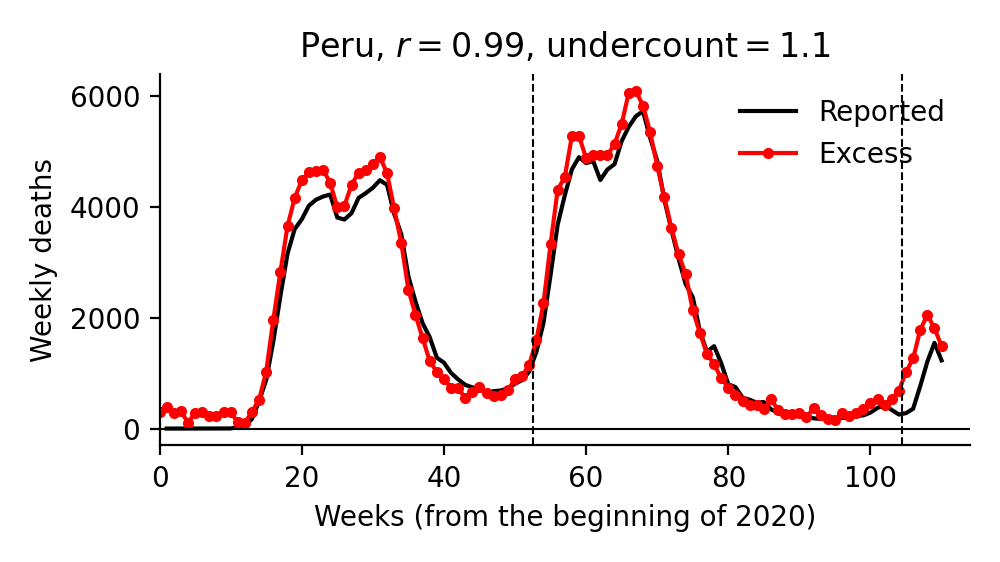 Peru, r = 0.99, undercount = 1.1
Weekly deaths
6000
4000
2000
0
Reported
Excess
0 20 40 60 80 100
Weeks (from the beginning of 2020)